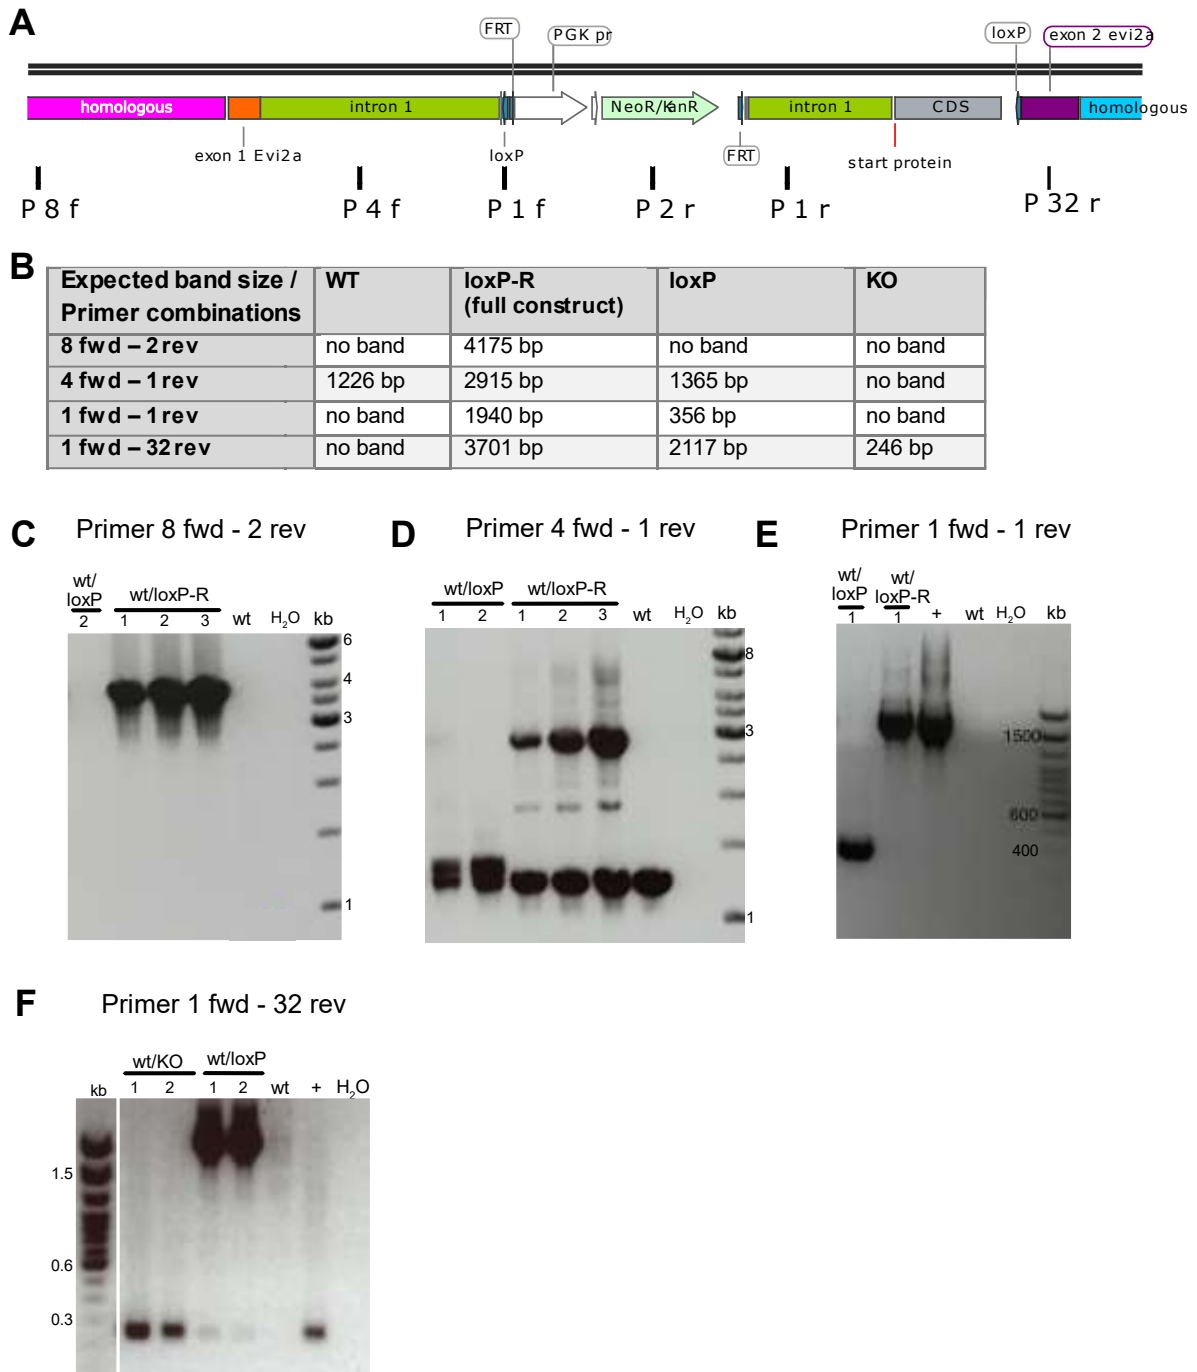 A
FRT
PGK pr
loxP
exon 2 evi2a
homologous
intron 1
NeoR/KanR
intron 1
CDS
homologous
exon 1 Evi2a
loxP
FRT
start protein
P 8 f
P 4 f
P 1 f
P 2 r
P 1 r
P 32 r
B
Expected band size / Primer combinations WT loxP-R (full construct) loxP KO
8 fwd – 2 rev no band 4175 bp no band no band
4 fwd – 1 rev 1226 bp 2915 bp 1365 bp no band
1 fwd – 1 rev no band 1940 bp 356 bp no band
1 fwd – 32 rev no band 3701 bp 2117 bp 246 bp
C Primer 8 fwd - 2 rev
wt/loxP wt/loxP-R
2 1 2 3 wt H2O kb
6
4
3
1
D Primer 4 fwd - 1 rev
wt/loxP wt/loxP-R
1 2 1 2 3 wt H2O kb
8
3
1
E Primer 1 fwd - 1 rev
wt/loxP wt/loxP-R
1 1 + wt H2O kb
1500
600
400
F Primer 1 fwd - 32 rev
wt/KO wt/loxP
kb 1 2 1 2 wt + H2O
1.5
0.6
0.3